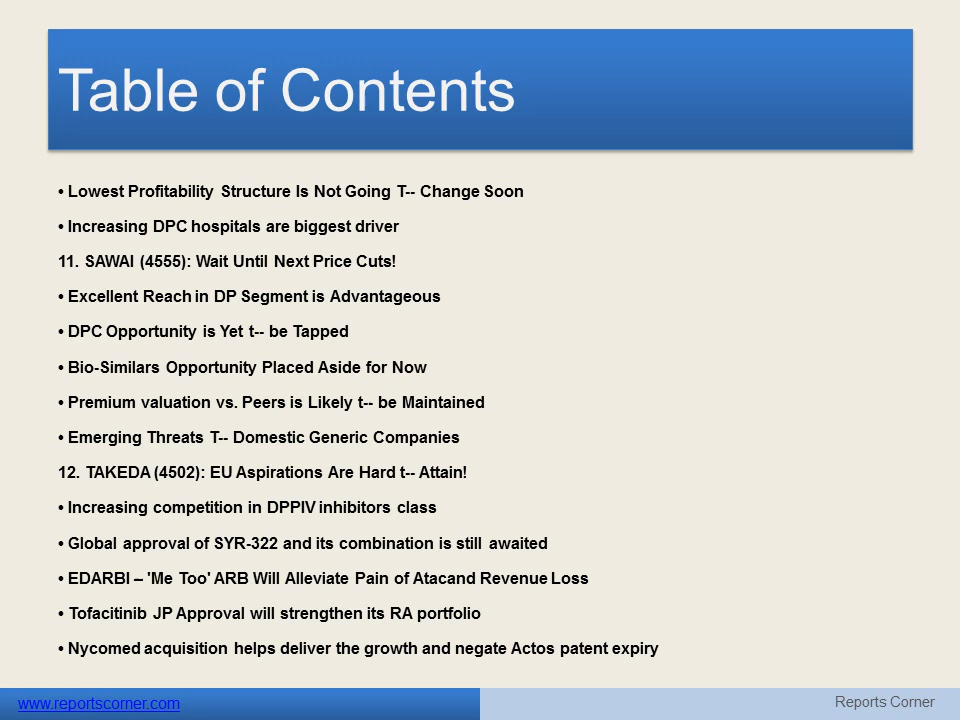 Table of Contents
• Lowest Profitability Structure Is Not Going T-- Change Soon
• Increasing DPC hospitals are biggest driver
11. SAWAI (4555): Wait Until Next Price Cuts!
• Excellent Reach in DP Segment is Advantageous
• DPC Opportunity is Yet t-- be Tapped
• Bio-Similars Opportunity Placed Aside for Now
• Premium valuation vs. Peers is Likely t-- be Maintained
• Emerging Threats T-- Domestic Generic Companies
12. TAKEDA (4502): EU Aspirations Are Hard t-- Attain!
• Increasing competition in DPPIV inhibitors class
• Global approval of SYR-322 and its combination is still awaited
• EDARBI – 'Me Too' ARB Will Alleviate Pain of Atacand Revenue Loss
• Tofacitinib JP Approval will strengthen its RA portfolio
• Nycomed acquisition helps deliver the growth and negate Actos patent expiry
www.reportscorner.com
Reports Corner